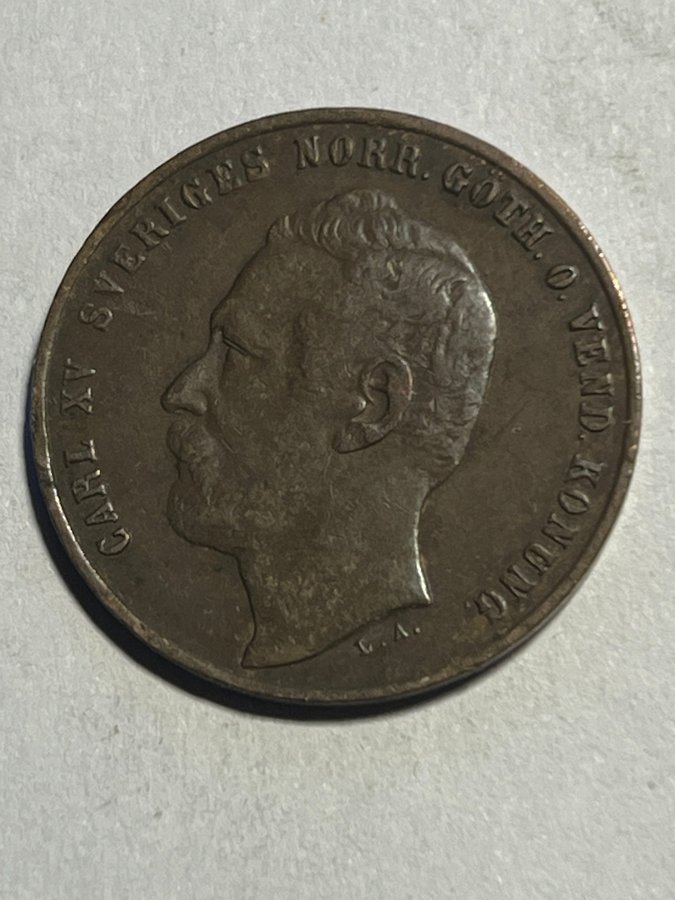 CARL XV SVERIGES NORR. GÖTH. O. VEND. KONUNG.
L. A.